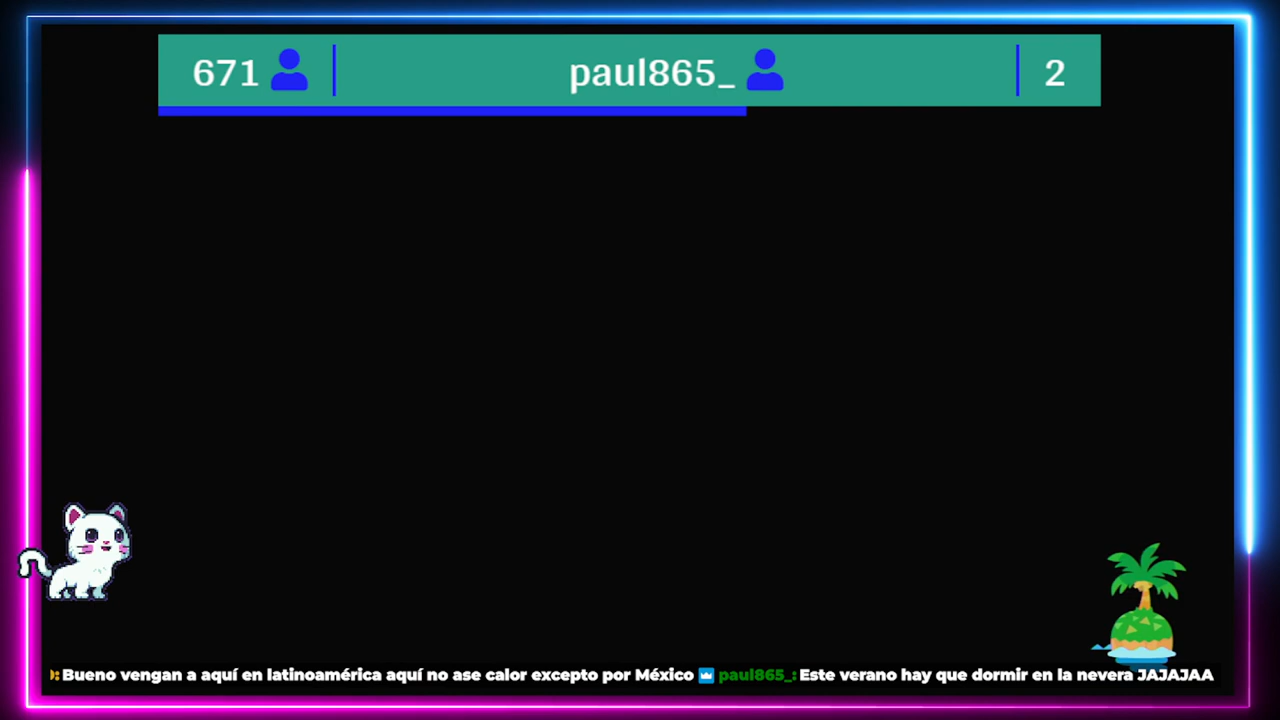 671 paul865_ 2
: Bueno vengan a aquí en latinoamérica aquí no ase calor excepto por México paul865_: Este verano hay que dormir en la nevera JAJAJAA